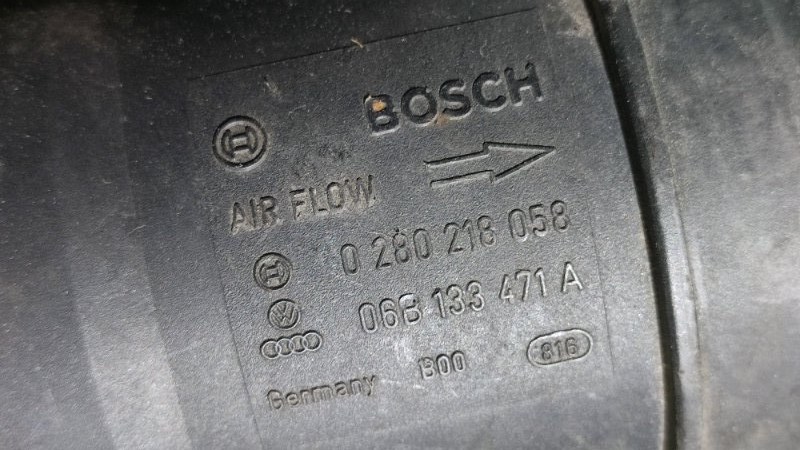 BOSCH
AIR FLOW
0 280 218 058
06B 133 471 A
Germany B00 816